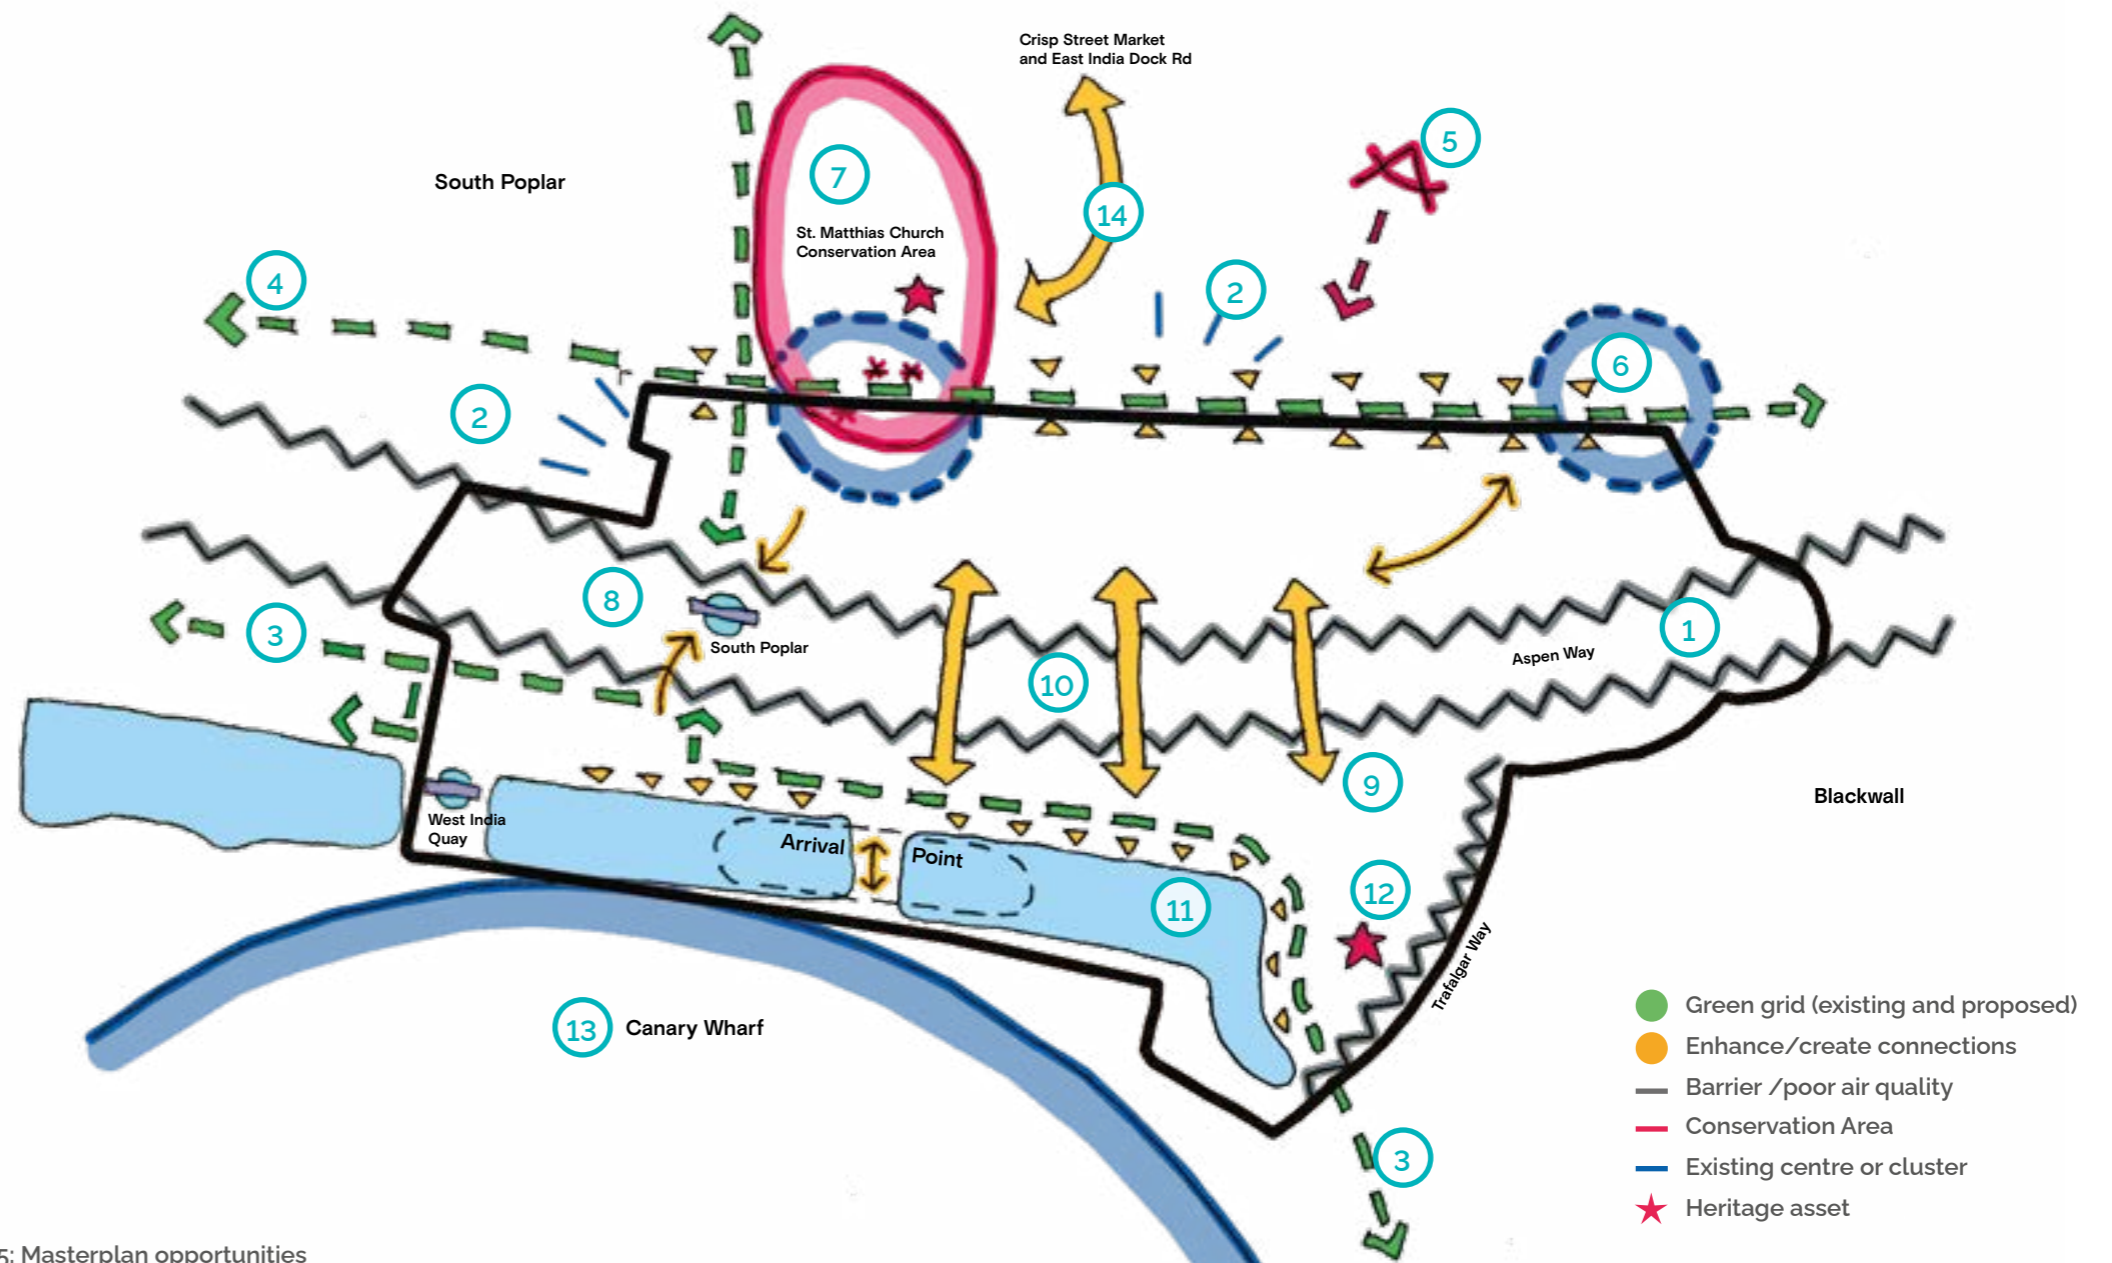 Crisp Street Market
and East India Dock Rd
5
14
7
South Poplar
St. Matthias Church
Conservation Area
4
2
6
2
8
South Poplar
1
3
Aspen Way
10
9
Blackwall
West India
Quay
Arrival
Point
11
12
Trafalgar Way
13
Canary Wharf
3
Green grid (existing and proposed)
Enhance/create connections
Barrier /poor air quality
Conservation Area
Existing centre or cluster
Heritage asset
5: Masterplan opportunities